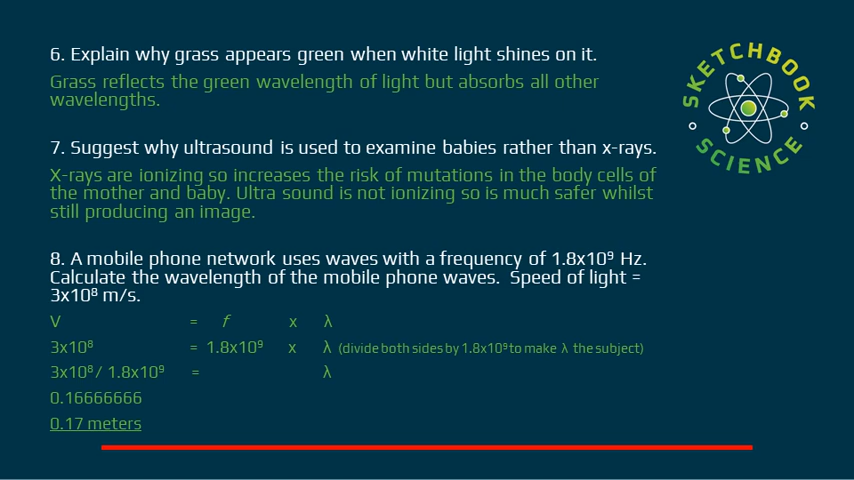 6. Explain why grass appears green when white light shines on it.
Grass reflects the green wavelength of light but absorbs all other
wavelengths.
7. Suggest why ultrasound is used to examine babies rather than x-rays.
X-rays are ionizing so increases the risk of mutations in the body cells of
the mother and baby. Ultra sound is not ionizing so is much safer whilst
still producing an image.
8. A mobile phone network uses waves with a frequency of 1.8x10⁹ Hz.
Calculate the wavelength of the mobile phone waves. Speed of light =
3x10⁸ m/s.
V = f x λ
3x10⁸ = 1.8x10⁹ x λ (divide both sides by 1.8x10⁹ to make λ the subject)
3x10⁸/ 1.8x10⁹ = λ
0.16666666
0.17 meters
SKETCHBOOK
SCIENCE